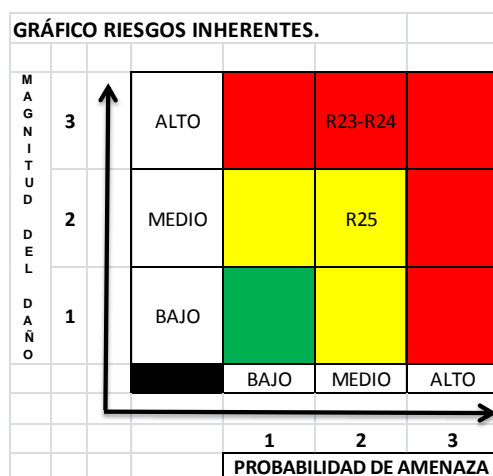 GRÁFICO RIESGOS INHERENTES.
MAGNITUD DEL DAÑO
3 ALTO R23-R24
2 MEDIO R25
1 BAJO
BAJO MEDIO ALTO
1 2 3
PROBABILIDAD DE AMENAZA